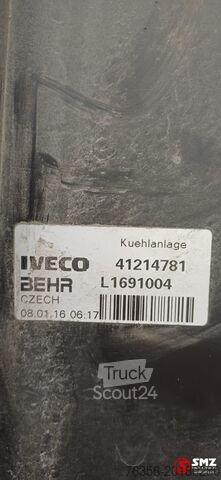 Kuehlanlage
IVECO 41214781
BEHR L1691004
CZECH
08.01.16 06:17
Truck
Scout24
SMZ